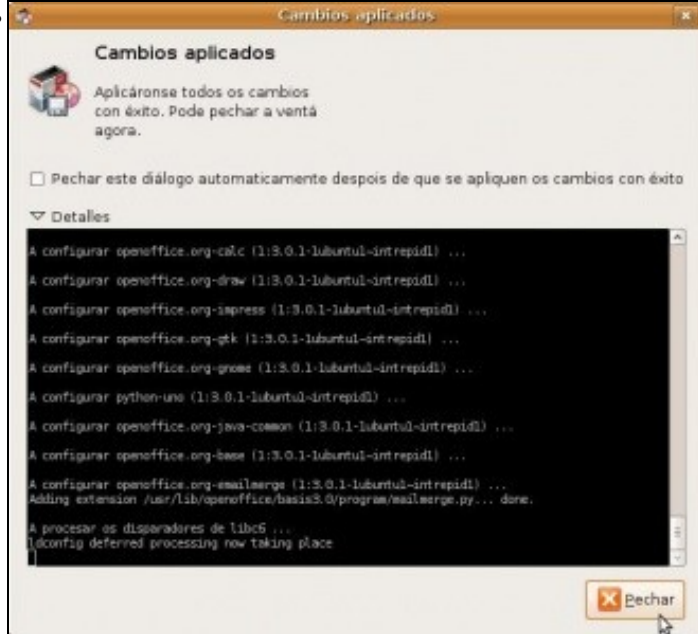 Cambios aplicados
Cambios aplicados
Aplicáronse todos os cambios
con éxito. Pode pechar a ventá
agora.
Pechar este diálogo automaticamente despois de que se apliquen os cambios con éxito
Detalles
A configurar openoffice.org-calc (1:3.0.1-1ubuntu1~intrepid1) ...
A configurar openoffice.org-draw (1:3.0.1-1ubuntu1~intrepid1) ...
A configurar openoffice.org-impress (1:3.0.1-1ubuntu1~intrepid1) ...
A configurar openoffice.org-gtk (1:3.0.1-1ubuntu1~intrepid1) ...
A configurar openoffice.org-gnome (1:3.0.1-1ubuntu1~intrepid1) ...
A configurar python-uno (1:3.0.1-1ubuntu1~intrepid1) ...
A configurar openoffice.org-java-common (1:3.0.1-1ubuntu1~intrepid1) ...
A configurar openoffice.org-base (1:3.0.1-1ubuntu1~intrepid1) ...
A configurar openoffice.org-emailmerge (1:3.0.1-1ubuntu1~intrepid1) ...
Adding extension /usr/lib/openoffice/basis3.0/program/mailmerge.py... done.
A procesar os disparadores de libc6 ...
ldconfig deferred processing now taking place
Pechar